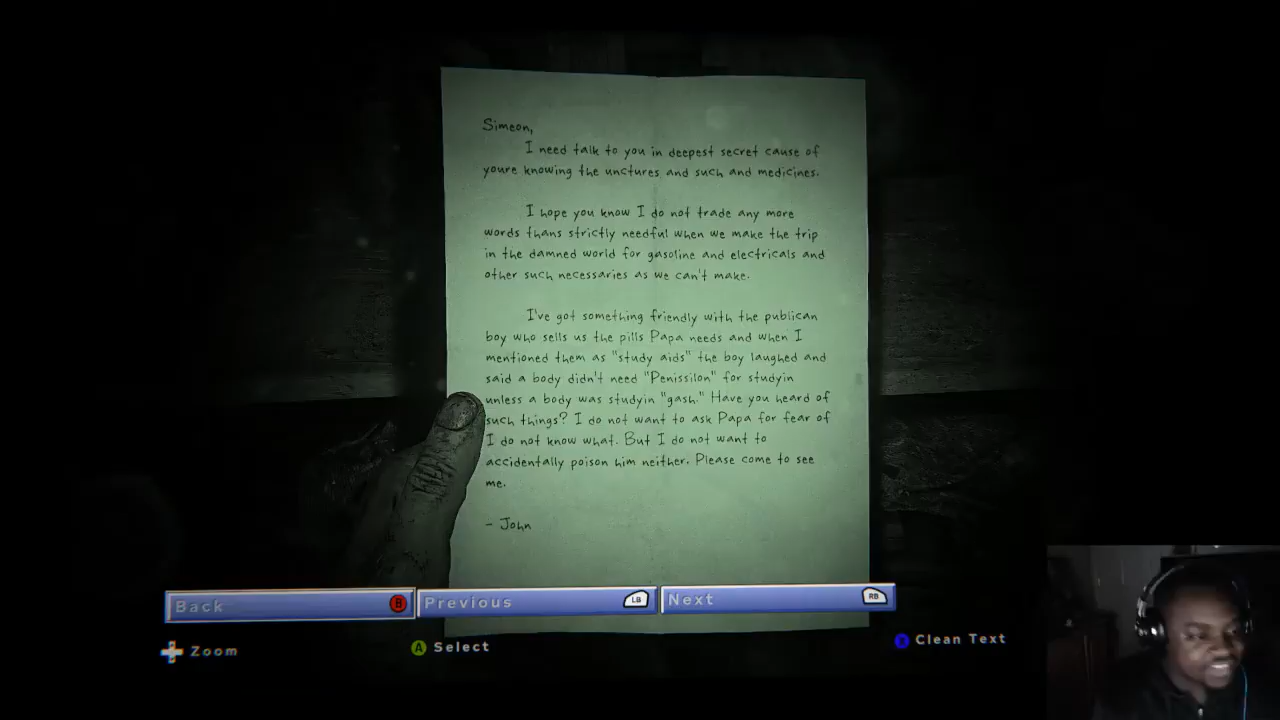 Simeon,
I need talk to you in deepest secret cause of
youre knowing the unctures and such and medicines.
I hope you know I do not trade any more
words thans strictly needful when we make the trip
in the damned world for gasoline and electricals and
other such necessaries as we can't make.
I've got something friendly with the publican
boy who sells us the pills Papa needs and when I
mentioned them as "study aids" the boy laughed and
said a body didn't need "Penissilon" for studyin
unless a body was studyin "gash." Have you heard of
such things? I do not want to ask Papa for fear of
I do not know what. But I do not want to
accidentally poison him neither. Please come to see
me.
- John
Back B Previous LB Next RB
Zoom A Select X Clean Text